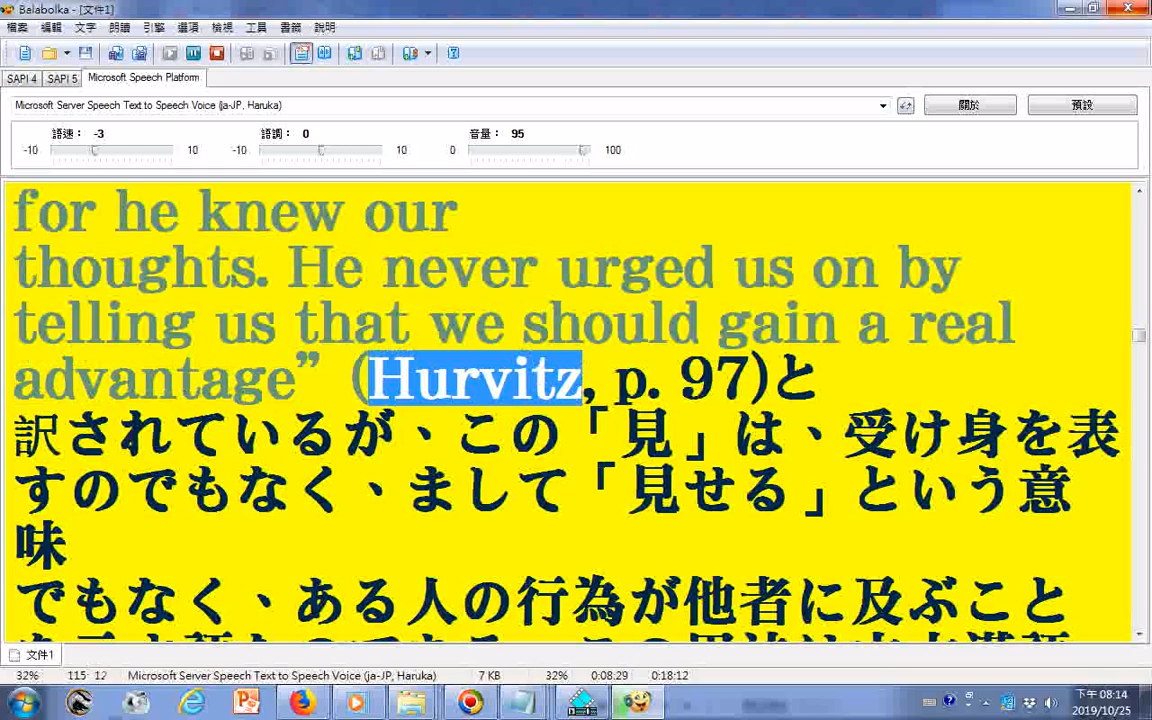 Balabolka - [文件1]
檔案 編輯 文字 朗讀 引擎 選項 檢視 工具 書籤 說明
SAPI 4 SAPI 5 Microsoft Speech Platform
Microsoft Server Speech Text to Speech Voice (ja-JP, Haruka) 關於 預設
語速： -3 語調： 0 音量： 95
-10 10 -10 10 0 100
for he knew our
thoughts. He never urged us on by
telling us that we should gain a real
advantage” (Hurvitz, p. 97)と
訳されているが、この「見」は、受け身を表
すのでもなく、まして「見せる」という意
味
でもなく、ある人の行為が他者に及ぶこと
文件1
32% 115: 12 Microsoft Server Speech Text to Speech Voice (ja-JP, Haruka) 7 KB 32% 0:08:29 0:18:12
下午 08:14
2019/10/25